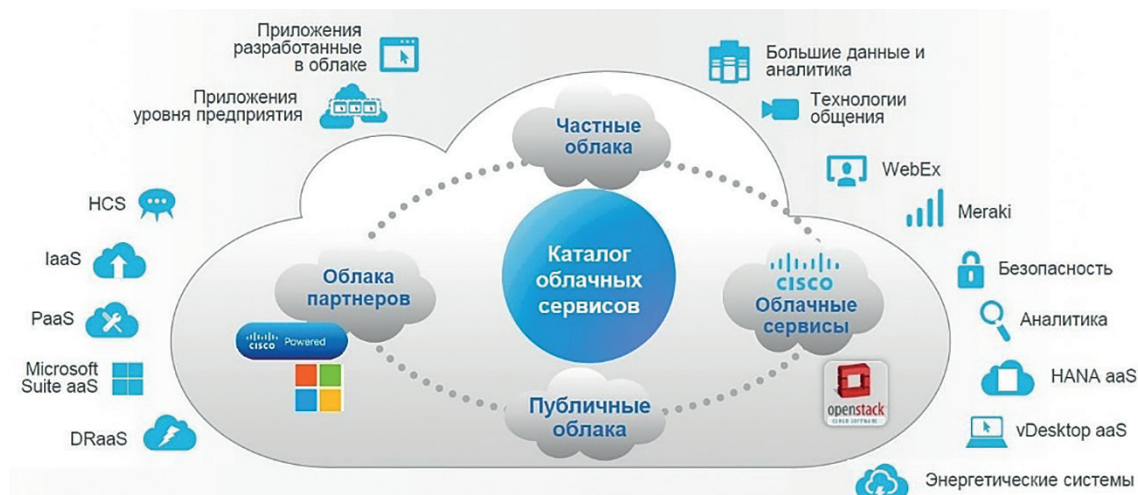 Приложения
разработанные
в облаке
Приложения
уровня предприятия
HCS
IaaS
PaaS
Microsoft
Suite aaS
DRaaS
Частные
облака
Облака
партнеров
CISCO Powered
Каталог
облачных
сервисов
CISCO
Облачные
сервисы
openstack
CLOUD SOFTWARE
Публичные
облака
Большие данные и
аналитика
Технологии
общения
WebEx
Meraki
Безопасность
Аналитика
HANA aaS
vDesktop aaS
Энергетические системы